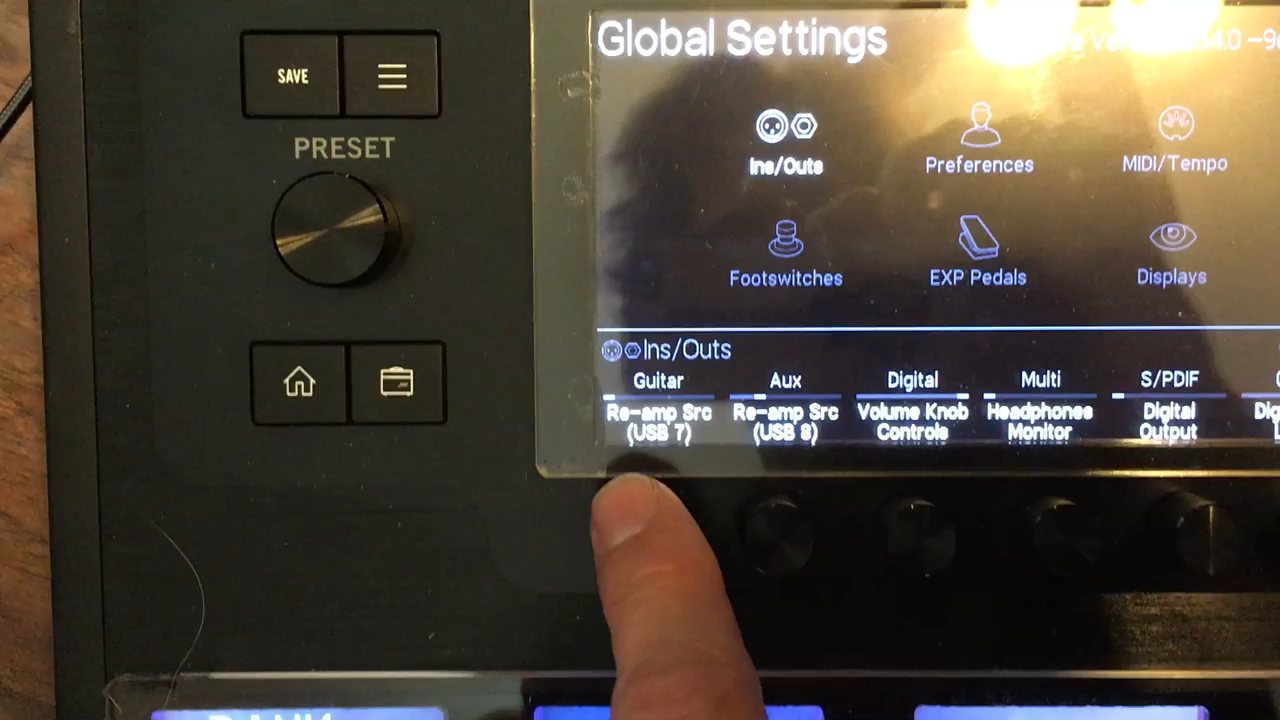 SAVE
PRESET
Global Settings
Ins/Outs
Preferences
MIDI/Tempo
Footswitches
EXP Pedals
Displays
Ins/Outs
Guitar
Aux
Digital
Multi
S/PDIF
Re-amp Src
(USB 7)
Re-amp Src
(USB 8)
Volume Knob
Controls
Headphones
Monitor
Digital
Output